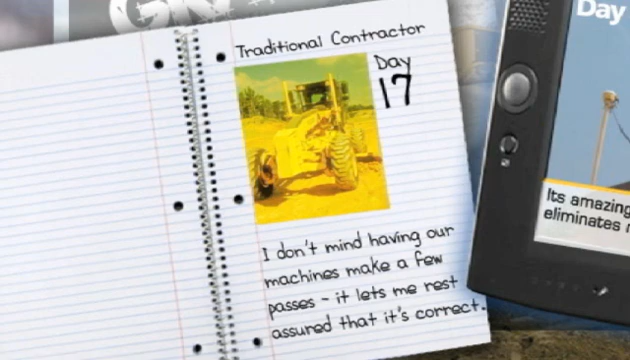 Traditional Contractor
Day
17
I don't mind having our
machines make a few
passes - it lets me rest
assured that it's correct.
Day
Its amazing
eliminates